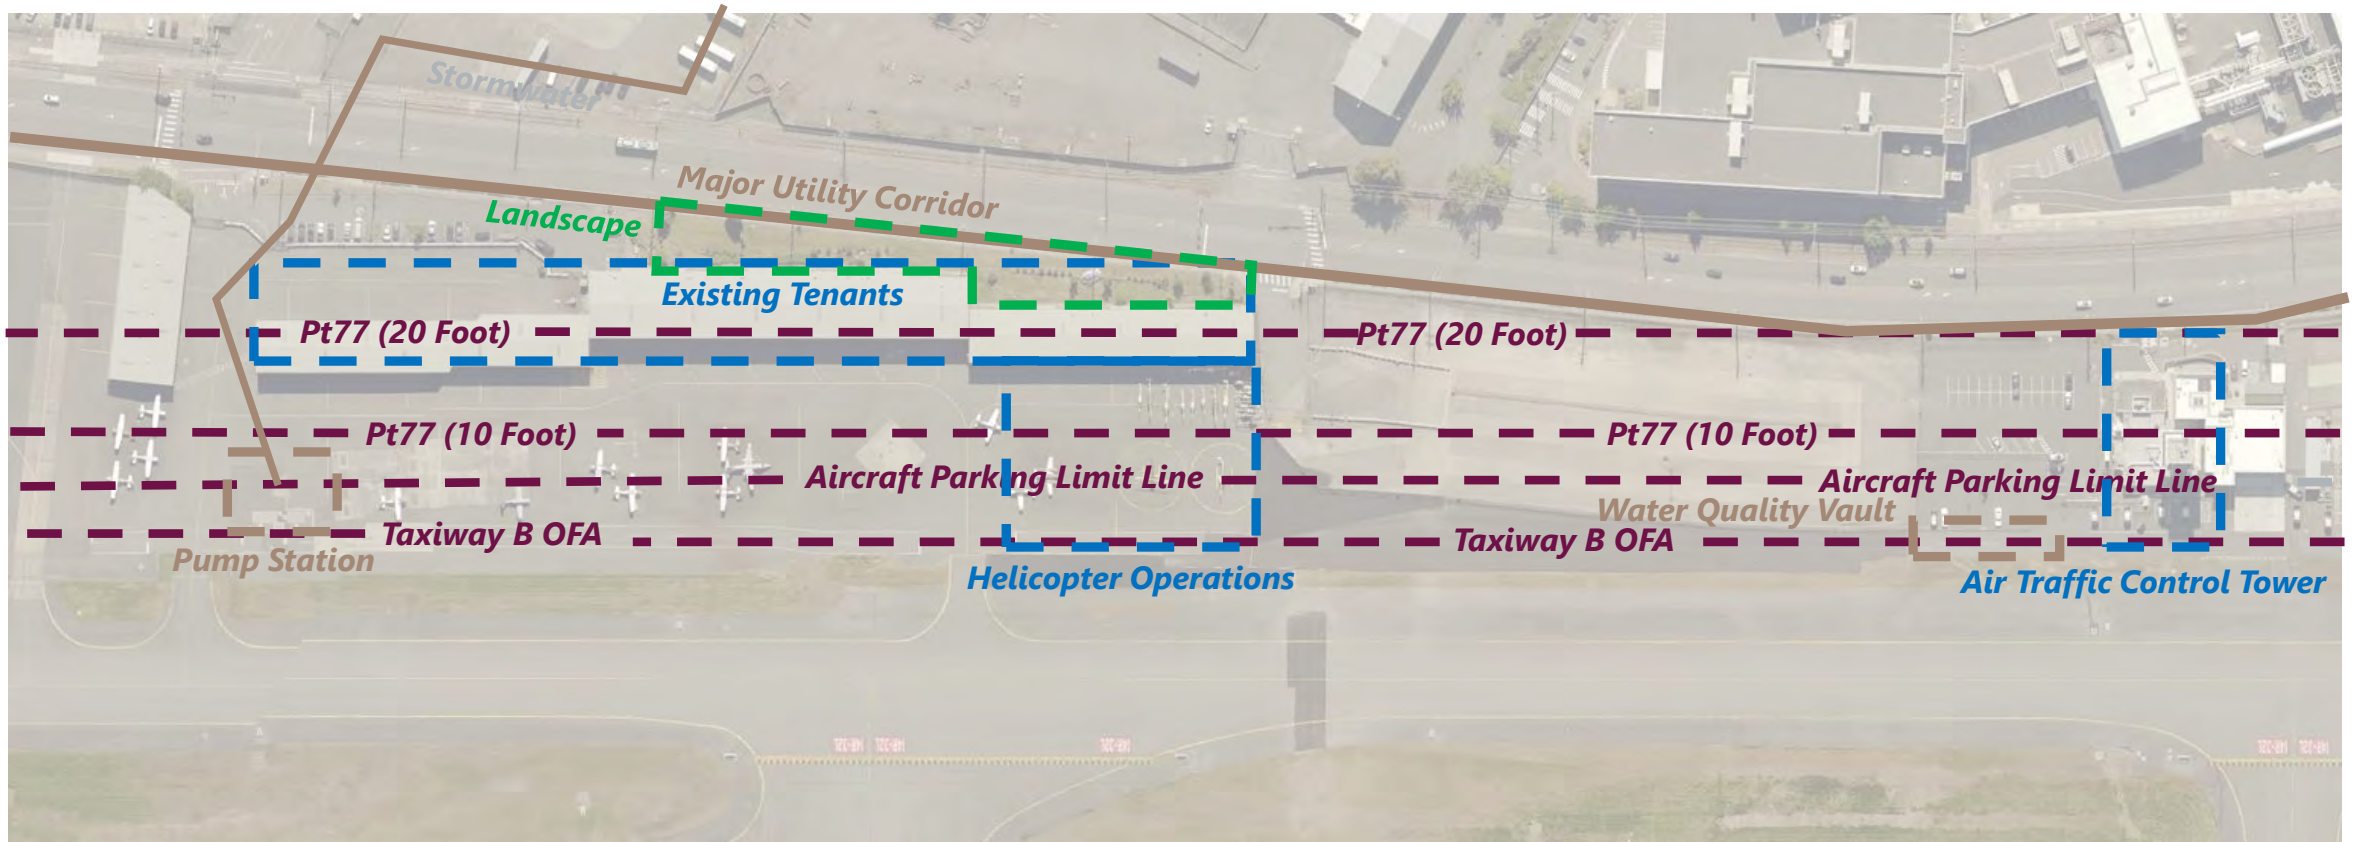 Stormwater
Major Utility Corridor
Landscape
Existing Tenants
Pt77 (20 Foot)
Pt77 (20 Foot)
Pt77 (10 Foot)
Pt77 (10 Foot)
Aircraft Parking Limit Line
Aircraft Parking Limit Line
Water Quality Vault
Taxiway B OFA
Taxiway B OFA
Pump Station
Helicopter Operations
Air Traffic Control Tower